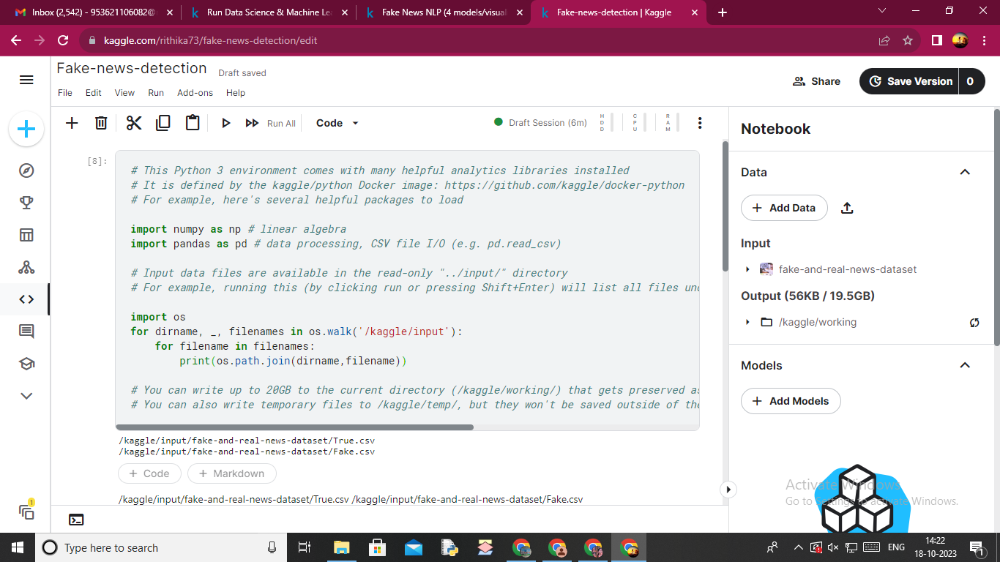 Inbox (2,542) - 953621106082@
Run Data Science & Machine Le
Fake News NLP (4 models/visual
Fake-news-detection | Kaggle
kaggle.com/rithika73/fake-news-detection/edit
Fake-news-detection
Draft saved
File Edit View Run Add-ons Help
Share
Save Version 0
Run All
Code
Draft Session (6m)
HDD
CPU
RAM
[8]:
# This Python 3 environment comes with many helpful analytics libraries installed
# It is defined by the kaggle/python Docker image: https://github.com/kaggle/docker-python
# For example, here's several helpful packages to load
import numpy as np # linear algebra
import pandas as pd # data processing, CSV file I/O (e.g. pd.read_csv)
# Input data files are available in the read-only "../input/" directory
# For example, running this (by clicking run or pressing Shift+Enter) will list all files und
import os
for dirname, _, filenames in os.walk('/kaggle/input'):
for filename in filenames:
print(os.path.join(dirname,filename))
# You can write up to 20GB to the current directory (/kaggle/working/) that gets preserved as
# You can also write temporary files to /kaggle/temp/, but they won't be saved outside of the
/kaggle/input/fake-and-real-news-dataset/True.csv
/kaggle/input/fake-and-real-news-dataset/Fake.csv
+ Code
+ Markdown
/kaggle/input/fake-and-real-news-dataset/True.csv /kaggle/input/fake-and-real-news-dataset/Fake.csv
Notebook
Data
+ Add Data
Input
fake-and-real-news-dataset
Output (56KB / 19.5GB)
/kaggle/working
Models
+ Add Models
Activate Windows
Go to Settings to activate Windows.
1
Type here to search
ENG
14:22
18-10-2023
1